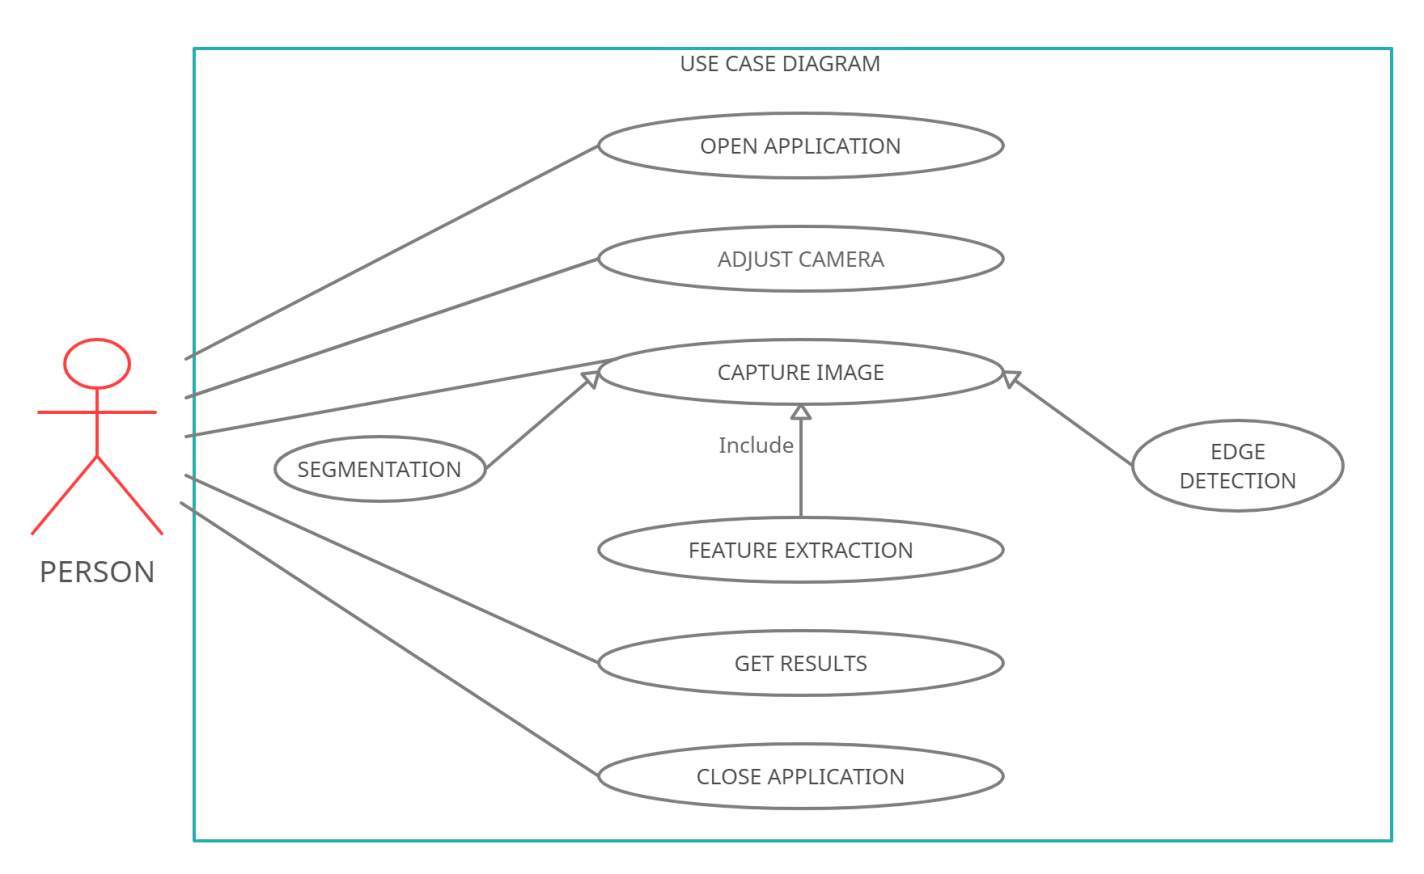 USE CASE DIAGRAM
OPEN APPLICATION
ADJUST CAMERA
CAPTURE IMAGE
Include
SEGMENTATION
EDGE
DETECTION
FEATURE EXTRACTION
PERSON
GET RESULTS
CLOSE APPLICATION